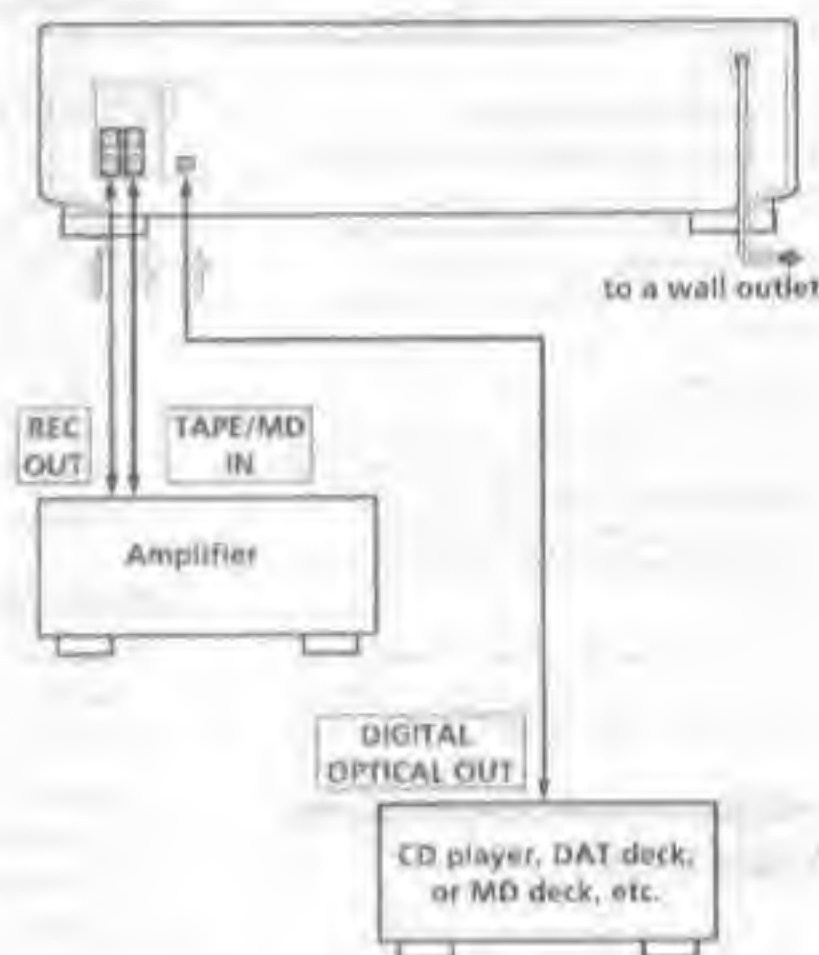 to a wall outlet
REC
OUT
TAPE/MD
IN
Amplifier
DIGITAL
OPTICAL OUT
CD player, DAT deck,
or MD deck, etc.